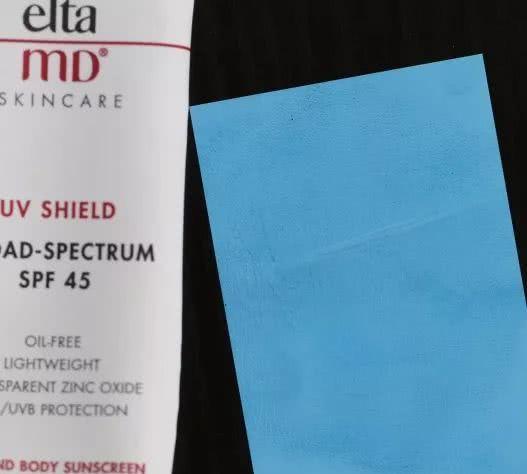 elta
MD®
SKINCARE
UV SHIELD
OAD-SPECTRUM
SPF 45
OIL-FREE
LIGHTWEIGHT
SPARENT ZINC OXIDE
/UVB PROTECTION
ND BODY SUNSCREEN